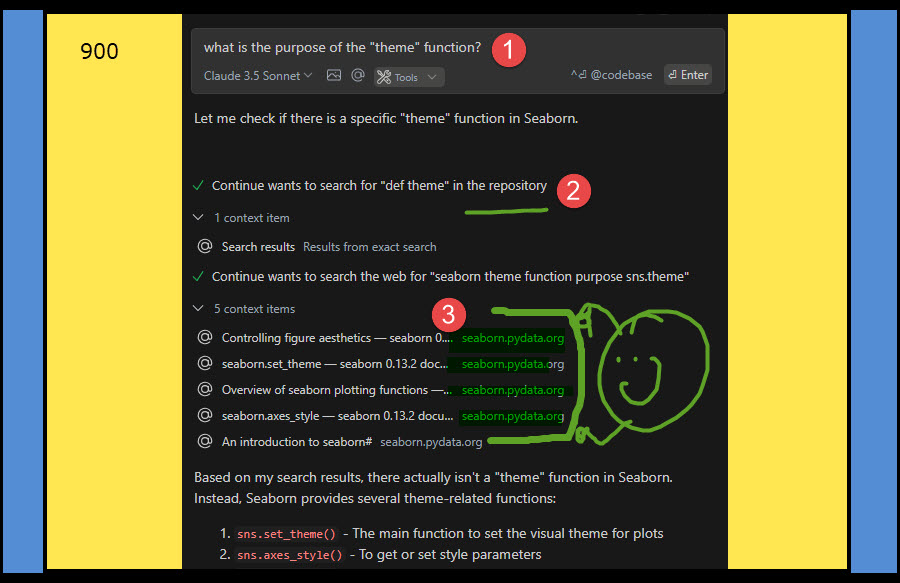 900
what is the purpose of the "theme" function?
1
Claude 3.5 Sonnet @ Tools ^⏎ @codebase ⏎ Enter
Let me check if there is a specific "theme" function in Seaborn.
Continue wants to search for "def theme" in the repository
2
1 context item
@ Search results Results from exact search
Continue wants to search the web for "seaborn theme function purpose sns.theme"
5 context items
3
@ Controlling figure aesthetics — seaborn 0.... seaborn.pydata.org
@ seaborn.set_theme — seaborn 0.13.2 doc... seaborn.pydata.org
@ Overview of seaborn plotting functions —... seaborn.pydata.org
@ seaborn.axes_style — seaborn 0.13.2 docu... seaborn.pydata.org
@ An introduction to seaborn# seaborn.pydata.org
Based on my search results, there actually isn't a "theme" function in Seaborn.
Instead, Seaborn provides several theme-related functions:
1. sns.set_theme() - The main function to set the visual theme for plots
2. sns.axes_style() - To get or set style parameters